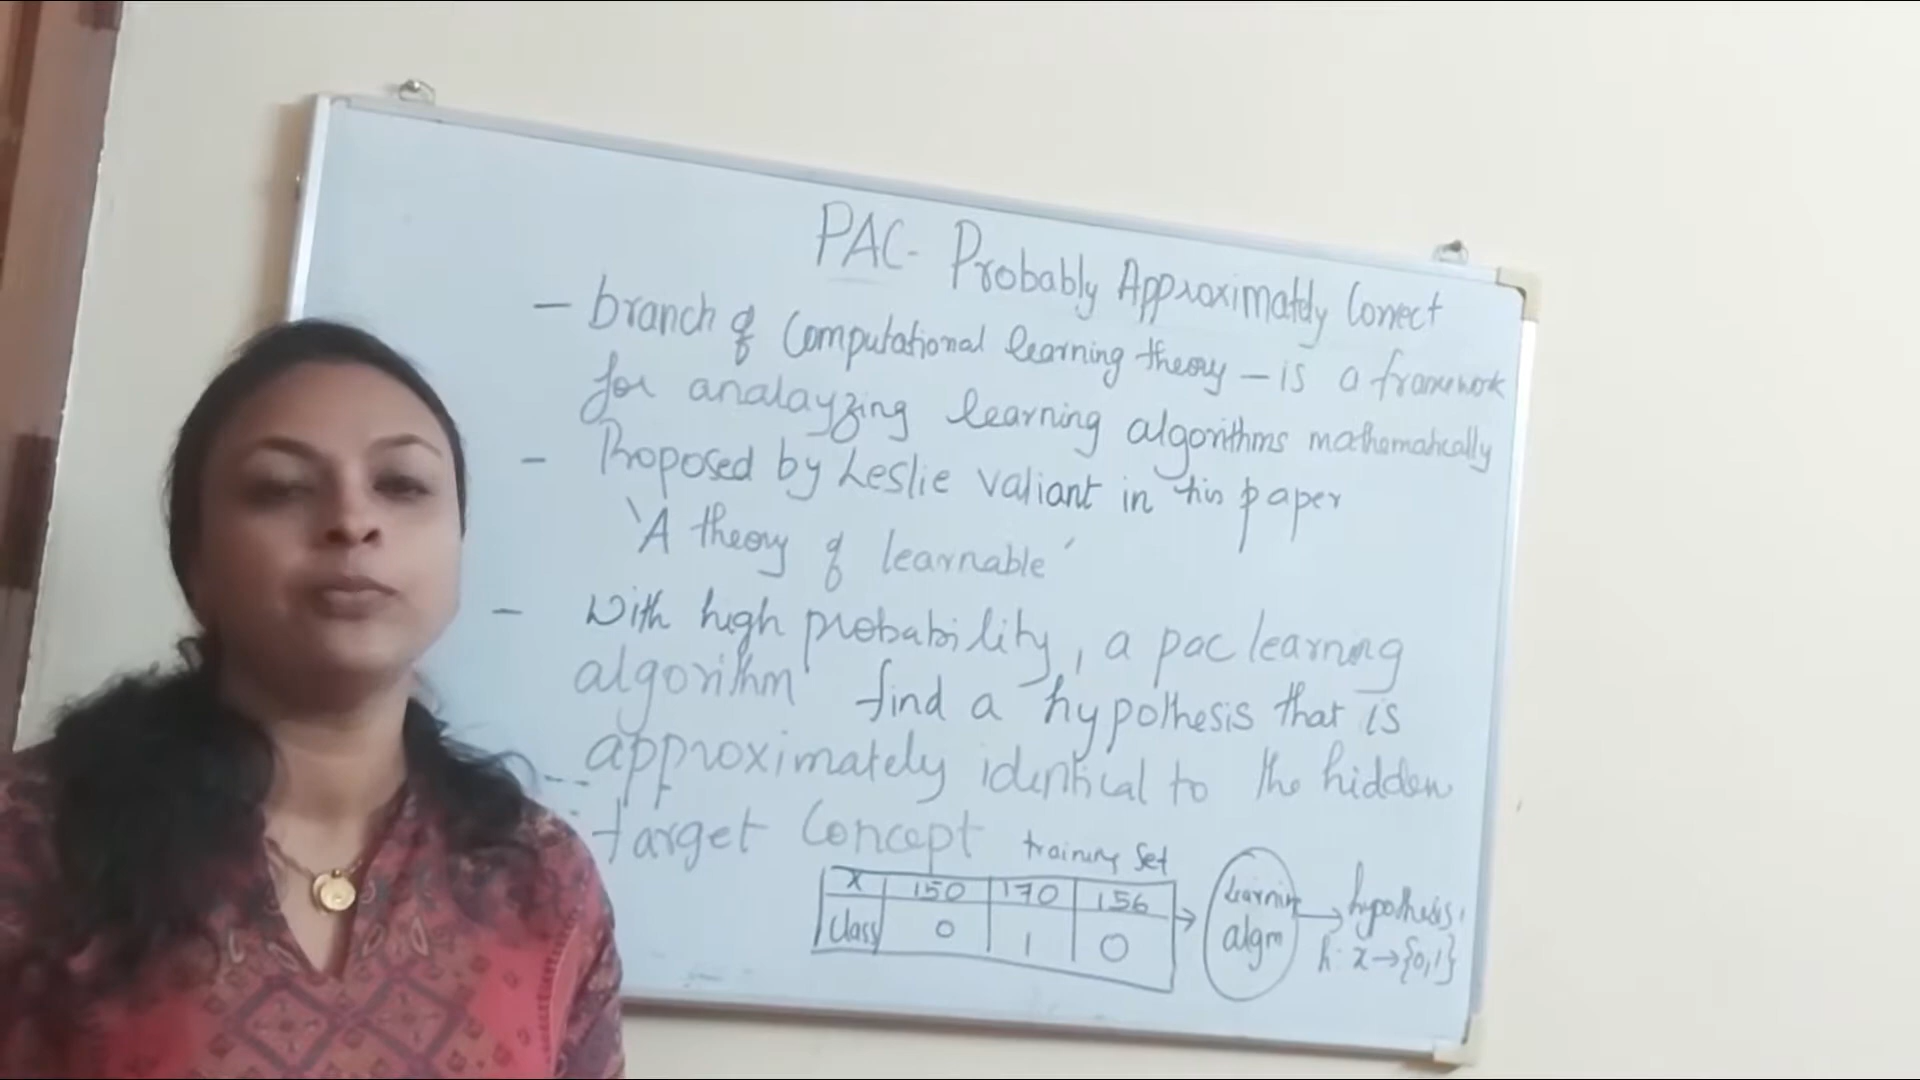 PAC - Probably Approximately Correct
- branch of Computational learning theory - is a framework
for analayzing learning algorithms mathematically
- Proposed by Leslie Valiant in his paper
'A theory of learnable'
- With high probability, a pac learning
algorithm find a hypothesis that is
approximately identical to the hidden
target Concept
training Set
x 150 170 156
Class 0 1 0
→ learning → hypothesis,
algm h: x→{0,1}